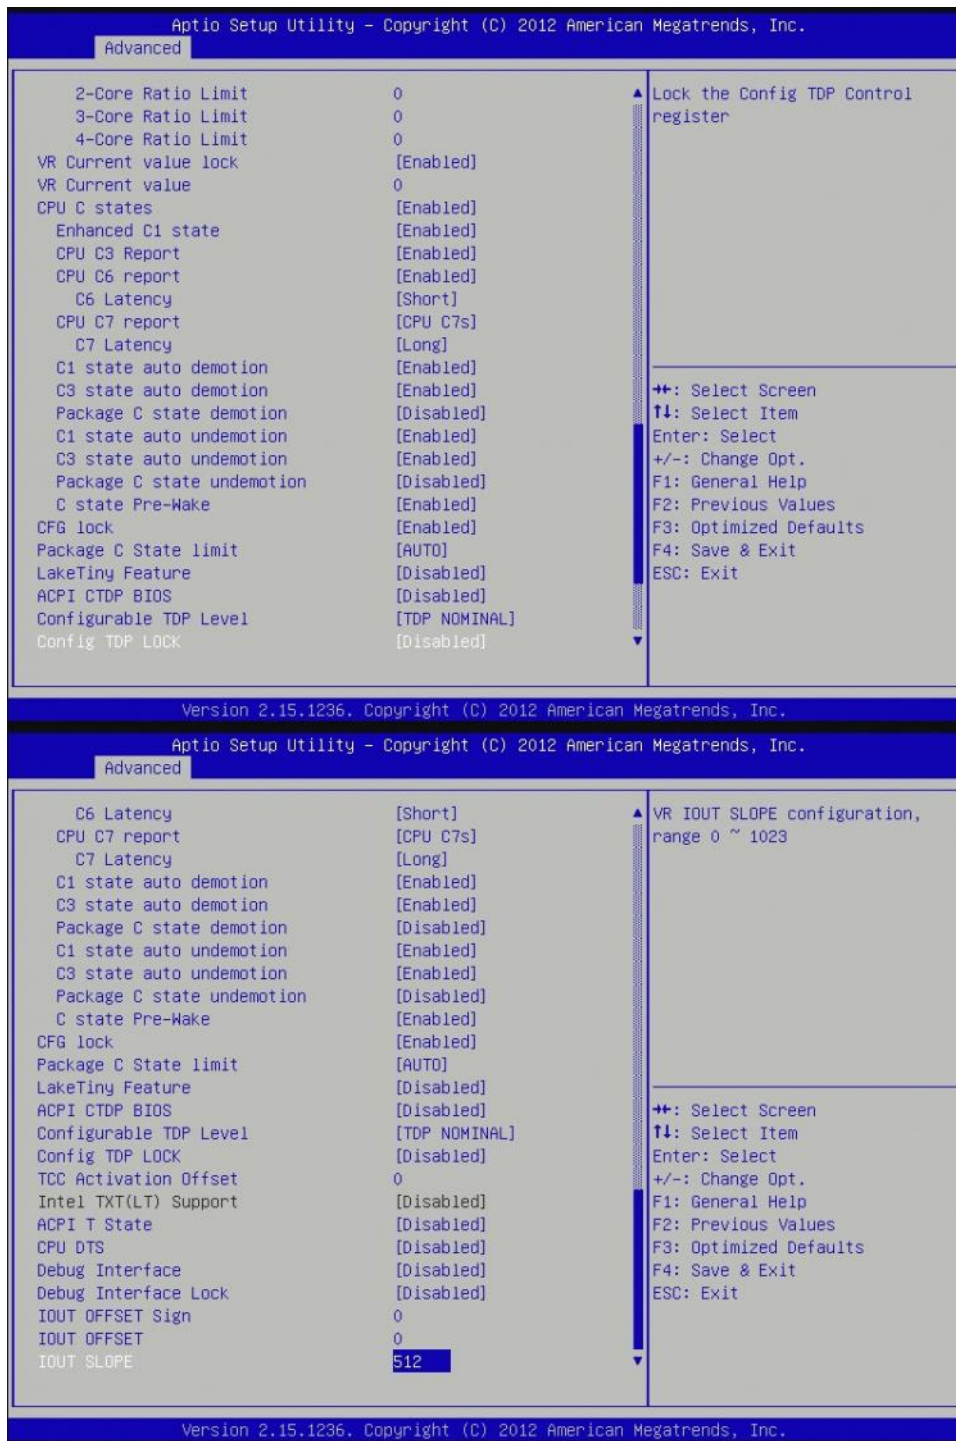 Aptio Setup Utility – Copyright (C) 2012 American Megatrends, Inc.
Advanced
2-Core Ratio Limit 0
3-Core Ratio Limit 0
4-Core Ratio Limit 0
VR Current value lock [Enabled]
VR Current value 0
CPU C states [Enabled]
Enhanced C1 state [Enabled]
CPU C3 Report [Enabled]
CPU C6 report [Enabled]
C6 Latency [Short]
CPU C7 report [CPU C7s]
C7 Latency [Long]
C1 state auto demotion [Enabled]
C3 state auto demotion [Enabled]
Package C state demotion [Disabled]
C1 state auto undemotion [Enabled]
C3 state auto undemotion [Enabled]
Package C state undemotion [Disabled]
C state Pre-Wake [Enabled]
CFG lock [Enabled]
Package C State limit [AUTO]
LakeTiny Feature [Disabled]
ACPI CTDP BIOS [Disabled]
Configurable TDP Level [TDP NOMINAL]
Config TDP LOCK [Disabled]
Lock the Config TDP Control
register
→←: Select Screen
↑↓: Select Item
Enter: Select
+/-: Change Opt.
F1: General Help
F2: Previous Values
F3: Optimized Defaults
F4: Save & Exit
ESC: Exit
Version 2.15.1236. Copyright (C) 2012 American Megatrends, Inc.
Aptio Setup Utility – Copyright (C) 2012 American Megatrends, Inc.
Advanced
C6 Latency [Short]
CPU C7 report [CPU C7s]
C7 Latency [Long]
C1 state auto demotion [Enabled]
C3 state auto demotion [Enabled]
Package C state demotion [Disabled]
C1 state auto undemotion [Enabled]
C3 state auto undemotion [Enabled]
Package C state undemotion [Disabled]
C state Pre-Wake [Enabled]
CFG lock [Enabled]
Package C State limit [AUTO]
LakeTiny Feature [Disabled]
ACPI CTDP BIOS [Disabled]
Configurable TDP Level [TDP NOMINAL]
Config TDP LOCK [Disabled]
TCC Activation Offset 0
Intel TXT(LT) Support [Disabled]
ACPI T State [Disabled]
CPU DTS [Disabled]
Debug Interface [Disabled]
Debug Interface Lock [Disabled]
IOUT OFFSET Sign 0
IOUT OFFSET 0
IOUT SLOPE 512
VR IOUT SLOPE configuration,
range 0 ~ 1023
→←: Select Screen
↑↓: Select Item
Enter: Select
+/-: Change Opt.
F1: General Help
F2: Previous Values
F3: Optimized Defaults
F4: Save & Exit
ESC: Exit
Version 2.15.1236. Copyright (C) 2012 American Megatrends, Inc.